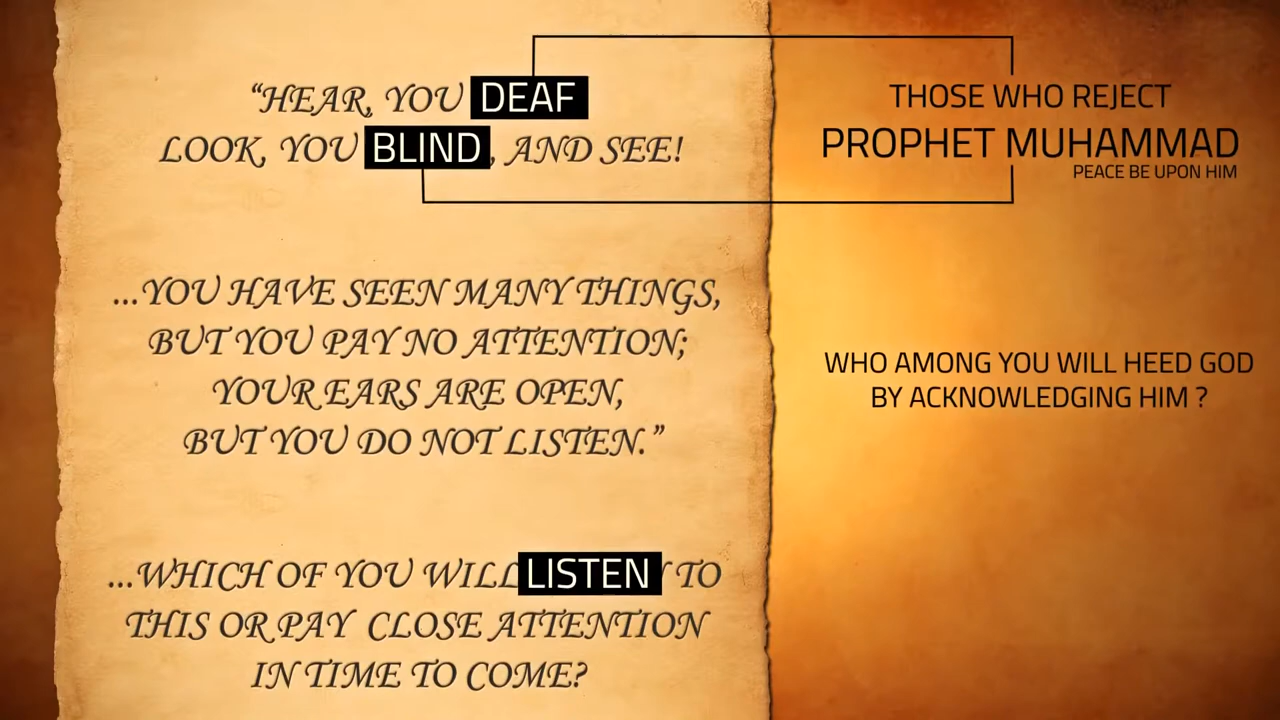 “HEAR, YOU DEAF
LOOK, YOU BLIND, AND SEE!
...YOU HAVE SEEN MANY THINGS,
BUT YOU PAY NO ATTENTION;
YOUR EARS ARE OPEN,
BUT YOU DO NOT LISTEN.”
...WHICH OF YOU WILL LISTEN TO
THIS OR PAY CLOSE ATTENTION
IN TIME TO COME?
THOSE WHO REJECT
PROPHET MUHAMMAD
PEACE BE UPON HIM
WHO AMONG YOU WILL HEED GOD
BY ACKNOWLEDGING HIM ?